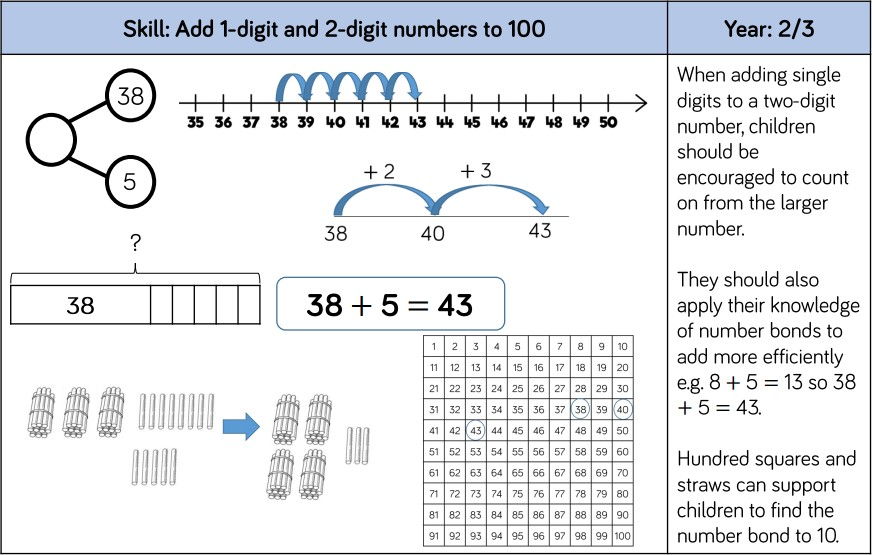 Skill: Add 1-digit and 2-digit numbers to 100
Year: 2/3
38
5
35 36 37 38 39 40 41 42 43 44 45 46 47 48 49 50
+ 2 + 3
38 40 43
?
38
38 + 5 = 43
1 2 3 4 5 6 7 8 9 10
11 12 13 14 15 16 17 18 19 20
21 22 23 24 25 26 27 28 29 30
31 32 33 34 35 36 37 38 39 40
41 42 43 44 45 46 47 48 49 50
51 52 53 54 55 56 57 58 59 60
61 62 63 64 65 66 67 68 69 70
71 72 73 74 75 76 77 78 79 80
81 82 83 84 85 86 87 88 89 90
91 92 93 94 95 96 97 98 99 100
When adding single
digits to a two-digit
number, children
should be
encouraged to count
on from the larger
number.
They should also
apply their knowledge
of number bonds to
add more efficiently
e.g. 8 + 5 = 13 so 38
+ 5 = 43.
Hundred squares and
straws can support
children to find the
number bond to 10.